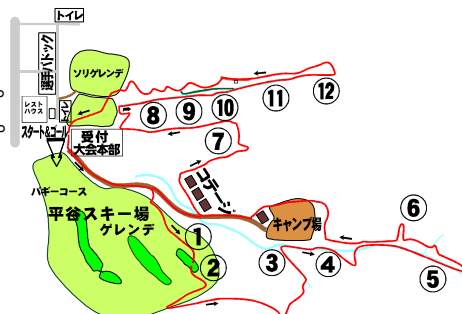 トイレ
選手パドック
ソリゲレンデ
レスト
ハウス
トイレ
スタート&ゴール
受付
大会本部
バギーコース
平谷スキー場
ゲレンデ
コテージ
キャンプ場
①
②
③
④
⑤
⑥
⑦
⑧
⑨
⑩
⑪
⑫